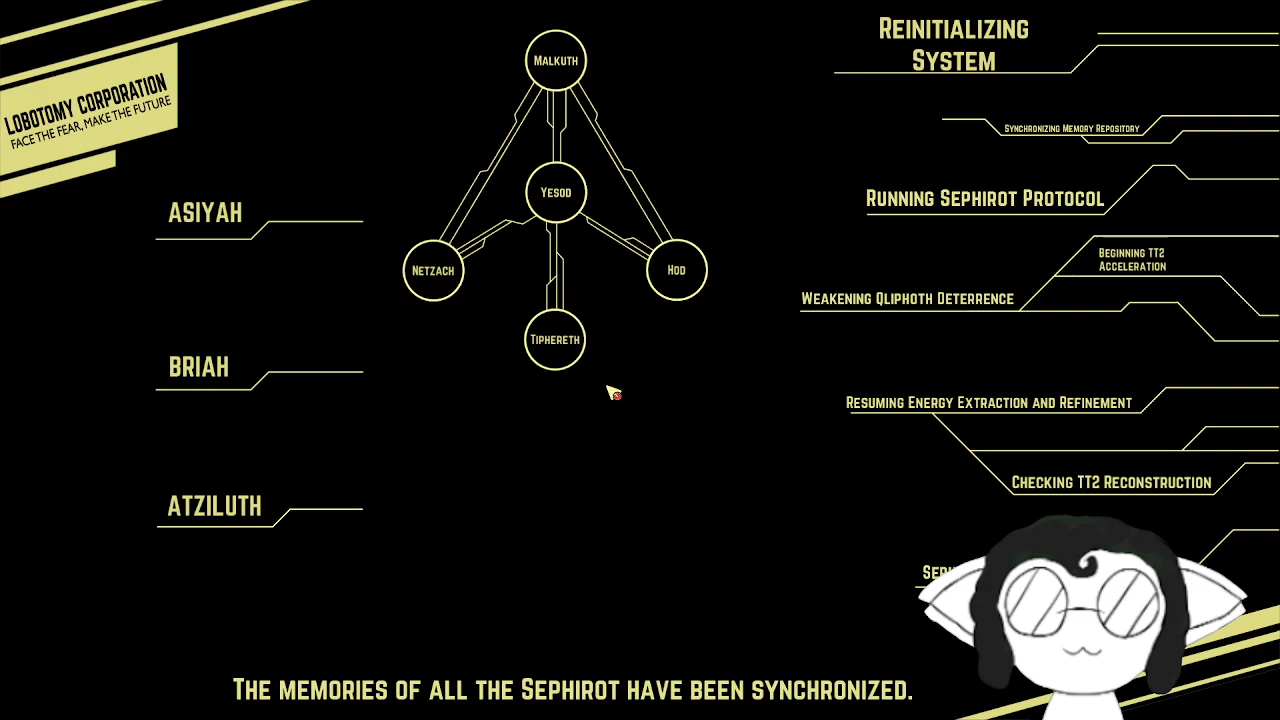 LOBOTOMY CORPORATION
FACE THE FEAR, MAKE THE FUTURE
ASIYAH
BRIAH
ATZILUTH
MALKUTH
YESOD
NETZACH
HOD
TIPHERETH
REINITIALIZING
SYSTEM
SYNCHRONIZING MEMORY REPOSITORY
RUNNING SEPHIROT PROTOCOL
BEGINNING TT2
ACCELERATION
WEAKENING QLIPHOTH DETERRENCE
RESUMING ENERGY EXTRACTION AND REFINEMENT
CHECKING TT2 RECONSTRUCTION
THE MEMORIES OF ALL THE SEPHIROT HAVE BEEN SYNCHRONIZED.